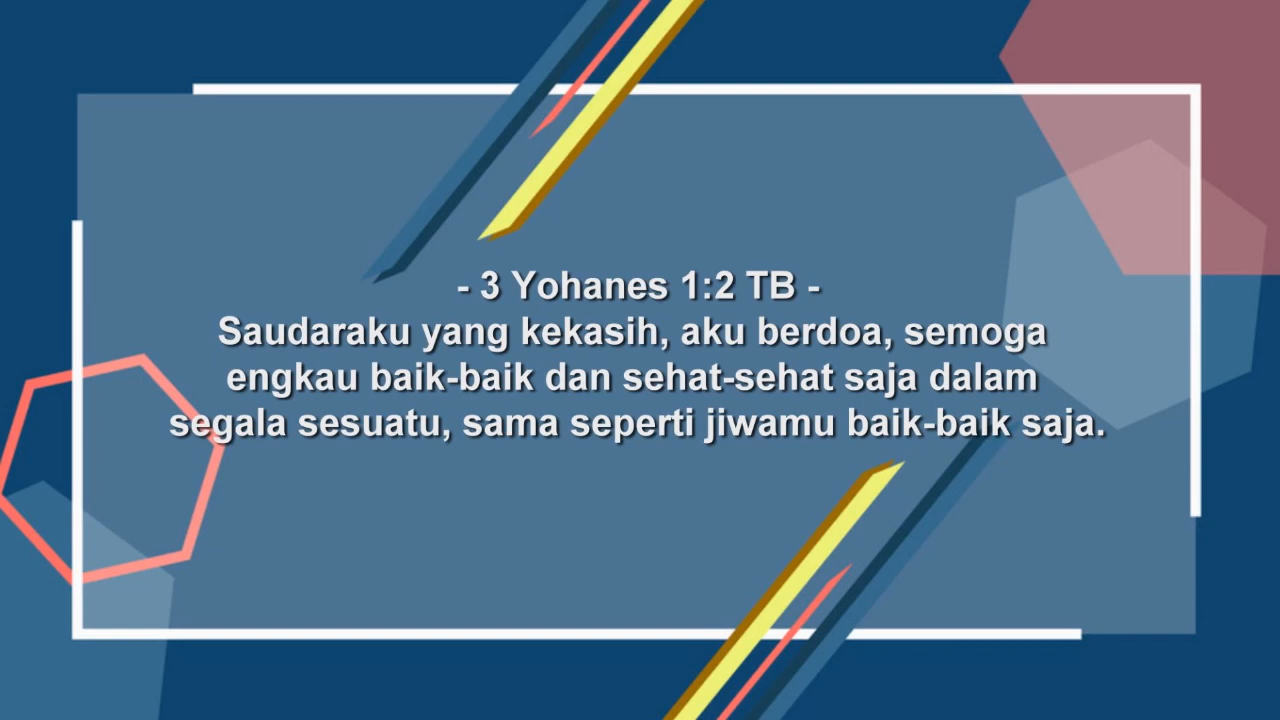 - 3 Yohanes 1:2 TB -
Saudaraku yang kekasih, aku berdoa, semoga
engkau baik-baik dan sehat-sehat saja dalam
segala sesuatu, sama seperti jiwamu baik-baik saja.